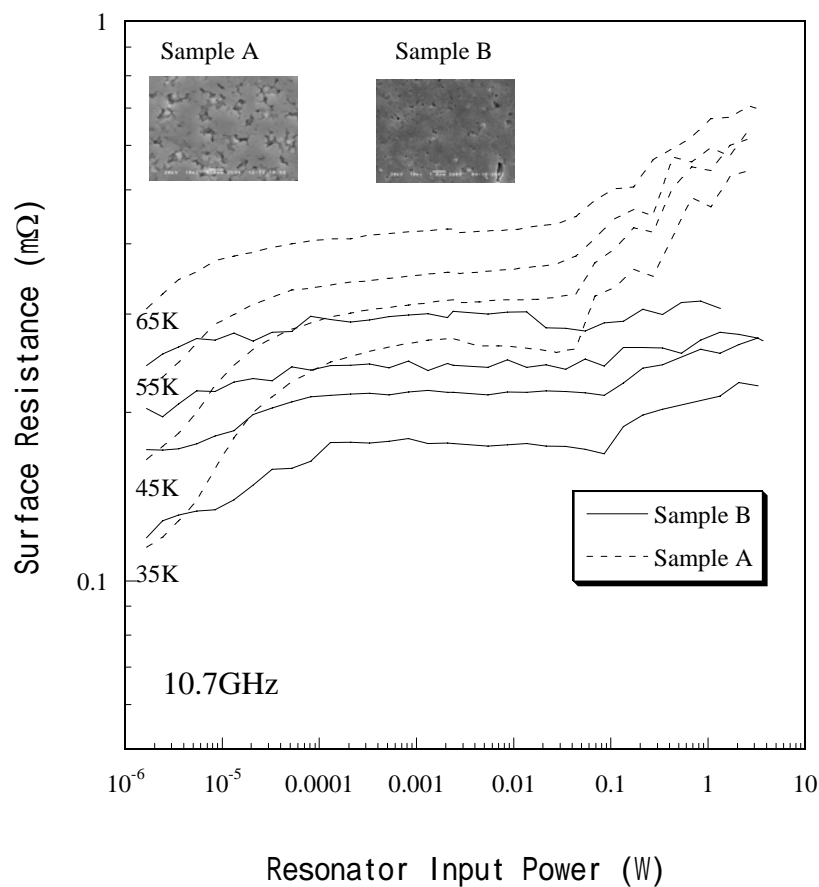 1
Sample A
Sample B
Surface Resistance (mΩ)
65K
55K
45K
35K
0.1
Sample B
Sample A
10.7GHz
10⁻⁶
10⁻⁵
0.0001
0.001
0.01
0.1
1
10
Resonator Input Power (W)